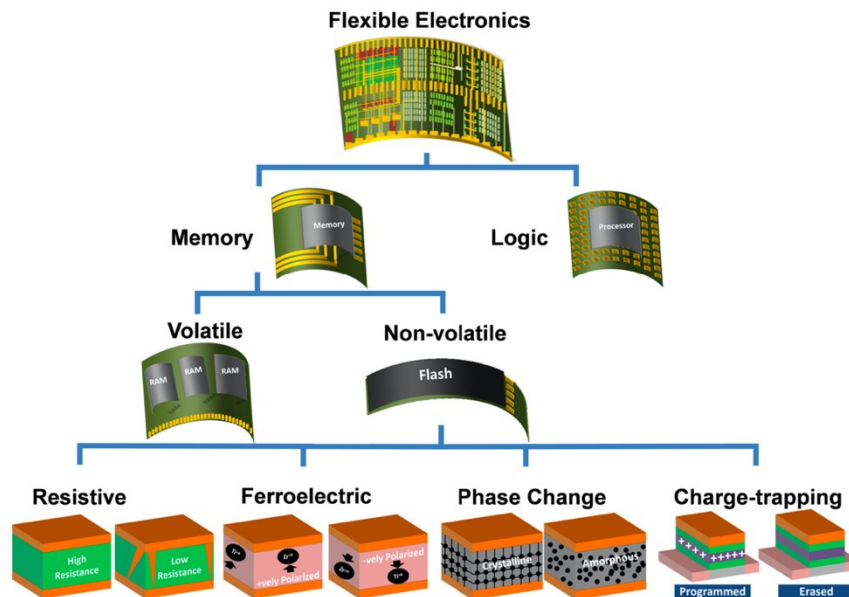 Flexible Electronics
Memory
Memory
Logic
Processor
Volatile
Non-volatile
RAM RAM RAM
Flash
Resistive
Ferroelectric
Phase Change
Charge-trapping
High
Resistance
Low
Resistance
+vely Polarized
-vely Polarized
Crystalline
Amorphous
+++++++++
Programmed
Erased